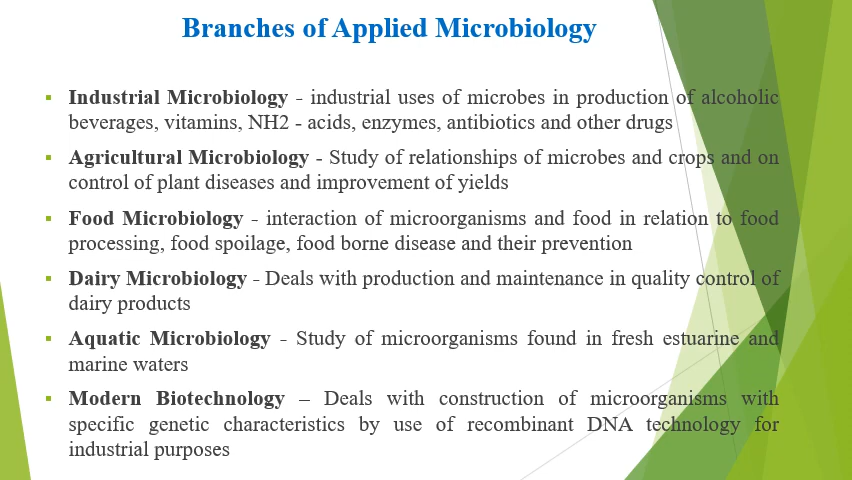 Branches of Applied Microbiology
▪ Industrial Microbiology - industrial uses of microbes in production of alcoholic
beverages, vitamins, NH2 - acids, enzymes, antibiotics and other drugs
▪ Agricultural Microbiology - Study of relationships of microbes and crops and on
control of plant diseases and improvement of yields
▪ Food Microbiology - interaction of microorganisms and food in relation to food
processing, food spoilage, food borne disease and their prevention
▪ Dairy Microbiology - Deals with production and maintenance in quality control of
dairy products
▪ Aquatic Microbiology - Study of microorganisms found in fresh estuarine and
marine waters
▪ Modern Biotechnology – Deals with construction of microorganisms with
specific genetic characteristics by use of recombinant DNA technology for
industrial purposes